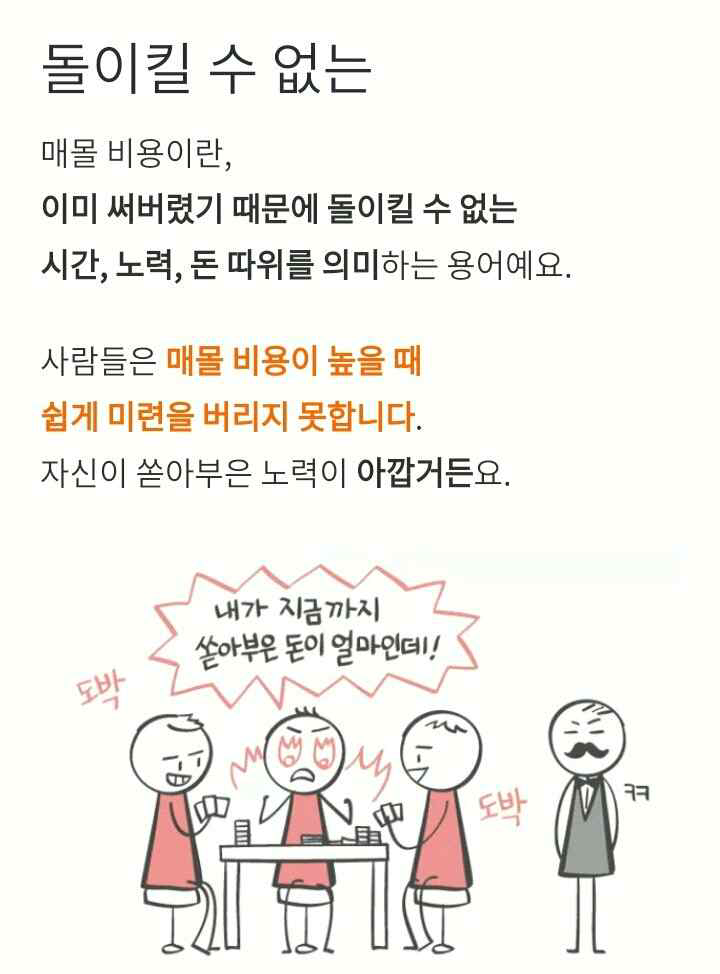 돌이킬 수 없는
매몰 비용이란,
이미 써버렸기 때문에 돌이킬 수 없는
시간, 노력, 돈 따위를 의미하는 용어예요.
사람들은 매몰 비용이 높을 때
쉽게 미련을 버리지 못합니다.
자신이 쏟아부은 노력이 아깝거든요.
내가 지금까지
쏟아부은 돈이 얼마인데!
도박
도박
ㅋㅋ